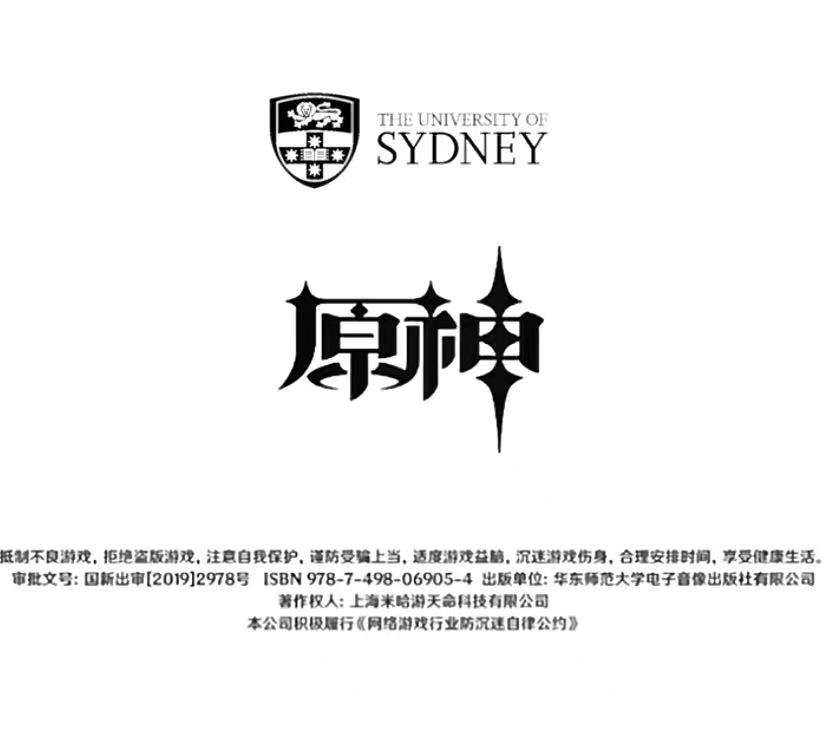 THE UNIVERSITY OF
SYDNEY
原神
抵制不良游戏，拒绝盗版游戏，注意自我保护，谨防受骗上当，适度游戏益脑，沉迷游戏伤身，合理安排时间，享受健康生活。
审批文号：国新出审[2019]2978号 ISBN 978-7-498-06905-4 出版单位：华东师范大学电子音像出版社有限公司
著作权人：上海米哈游天命科技有限公司
本公司积极履行《网络游戏行业防沉迷自律公约》